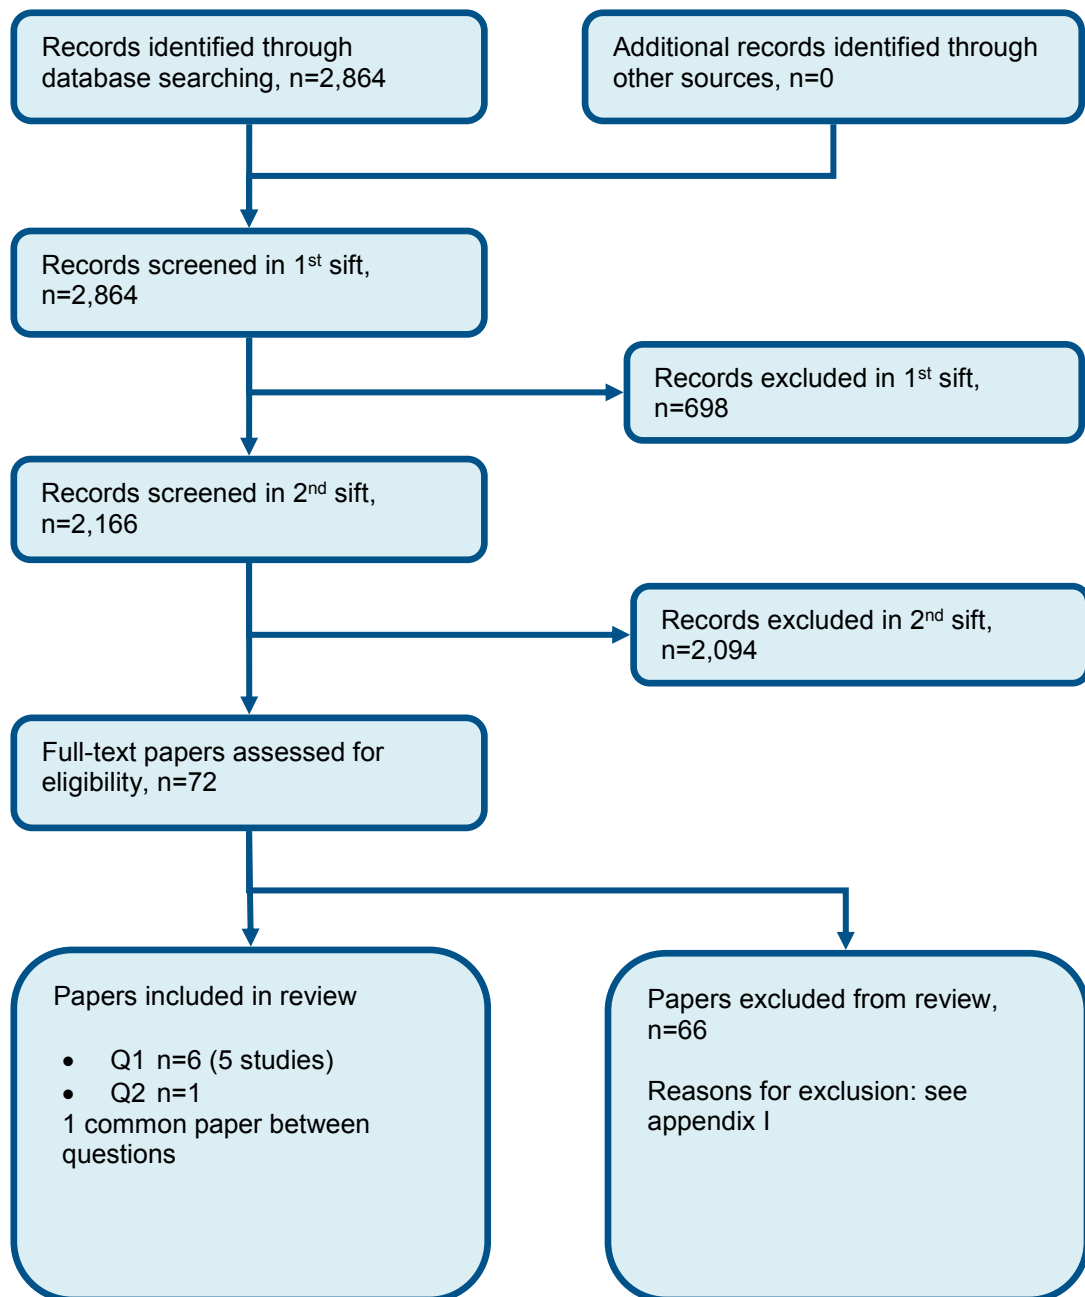 Records identified through
database searching, n=2,864
Additional records identified through
other sources, n=0
Records screened in 1st sift,
n=2,864
Records excluded in 1st sift,
n=698
Records screened in 2nd sift,
n=2,166
Records excluded in 2nd sift,
n=2,094
Full-text papers assessed for
eligibility, n=72
Papers included in review
• Q1 n=6 (5 studies)
• Q2 n=1
1 common paper between
questions
Papers excluded from review,
n=66
Reasons for exclusion: see
appendix I